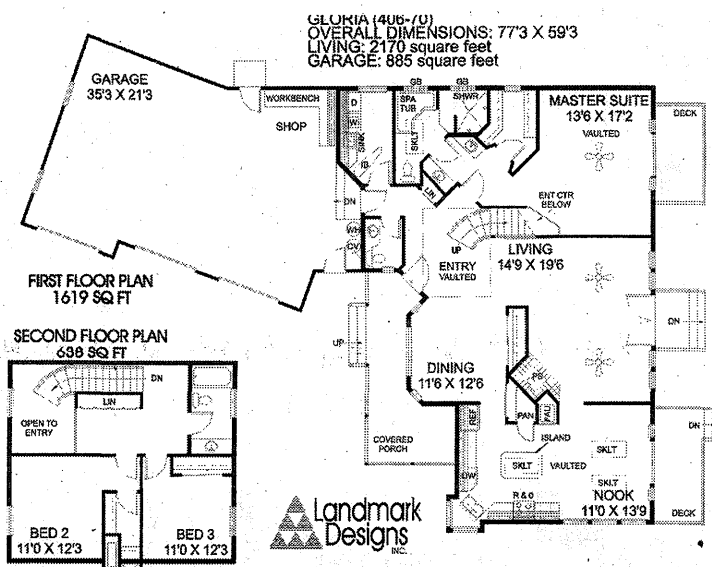 GLORIA (406-70)
OVERALL DIMENSIONS: 77'3 X 59'3
LIVING: 2170 square feet
GARAGE: 885 square feet
GARAGE
35'3 X 21'3
WORKBENCH
SHOP
D
W
SINK
IB
GB
GB
SPA
TUB
SHWR
SKLT
LIN
MASTER SUITE
13'6 X 17'2
VAULTED
DECK
ENT CTR
BELOW
DN
WH
CV
UP
ENTRY
VAULTED
LIVING
14'9 X 19'6
DN
FIRST FLOOR PLAN
1619 SQ FT
UP
DINING
11'6 X 12'6
PS
PAN
FAU
REF
ISLAND
SKLT
VAULTED
SKLT
SKLT
DW
R & O
NOOK
11'0 X 13'9
DN
DECK
COVERED
PORCH
SECOND FLOOR PLAN
638 SQ FT
DN
LIN
OPEN TO
ENTRY
BED 2
11'0 X 12'3
BED 3
11'0 X 12'3
Landmark
Designs
INC.